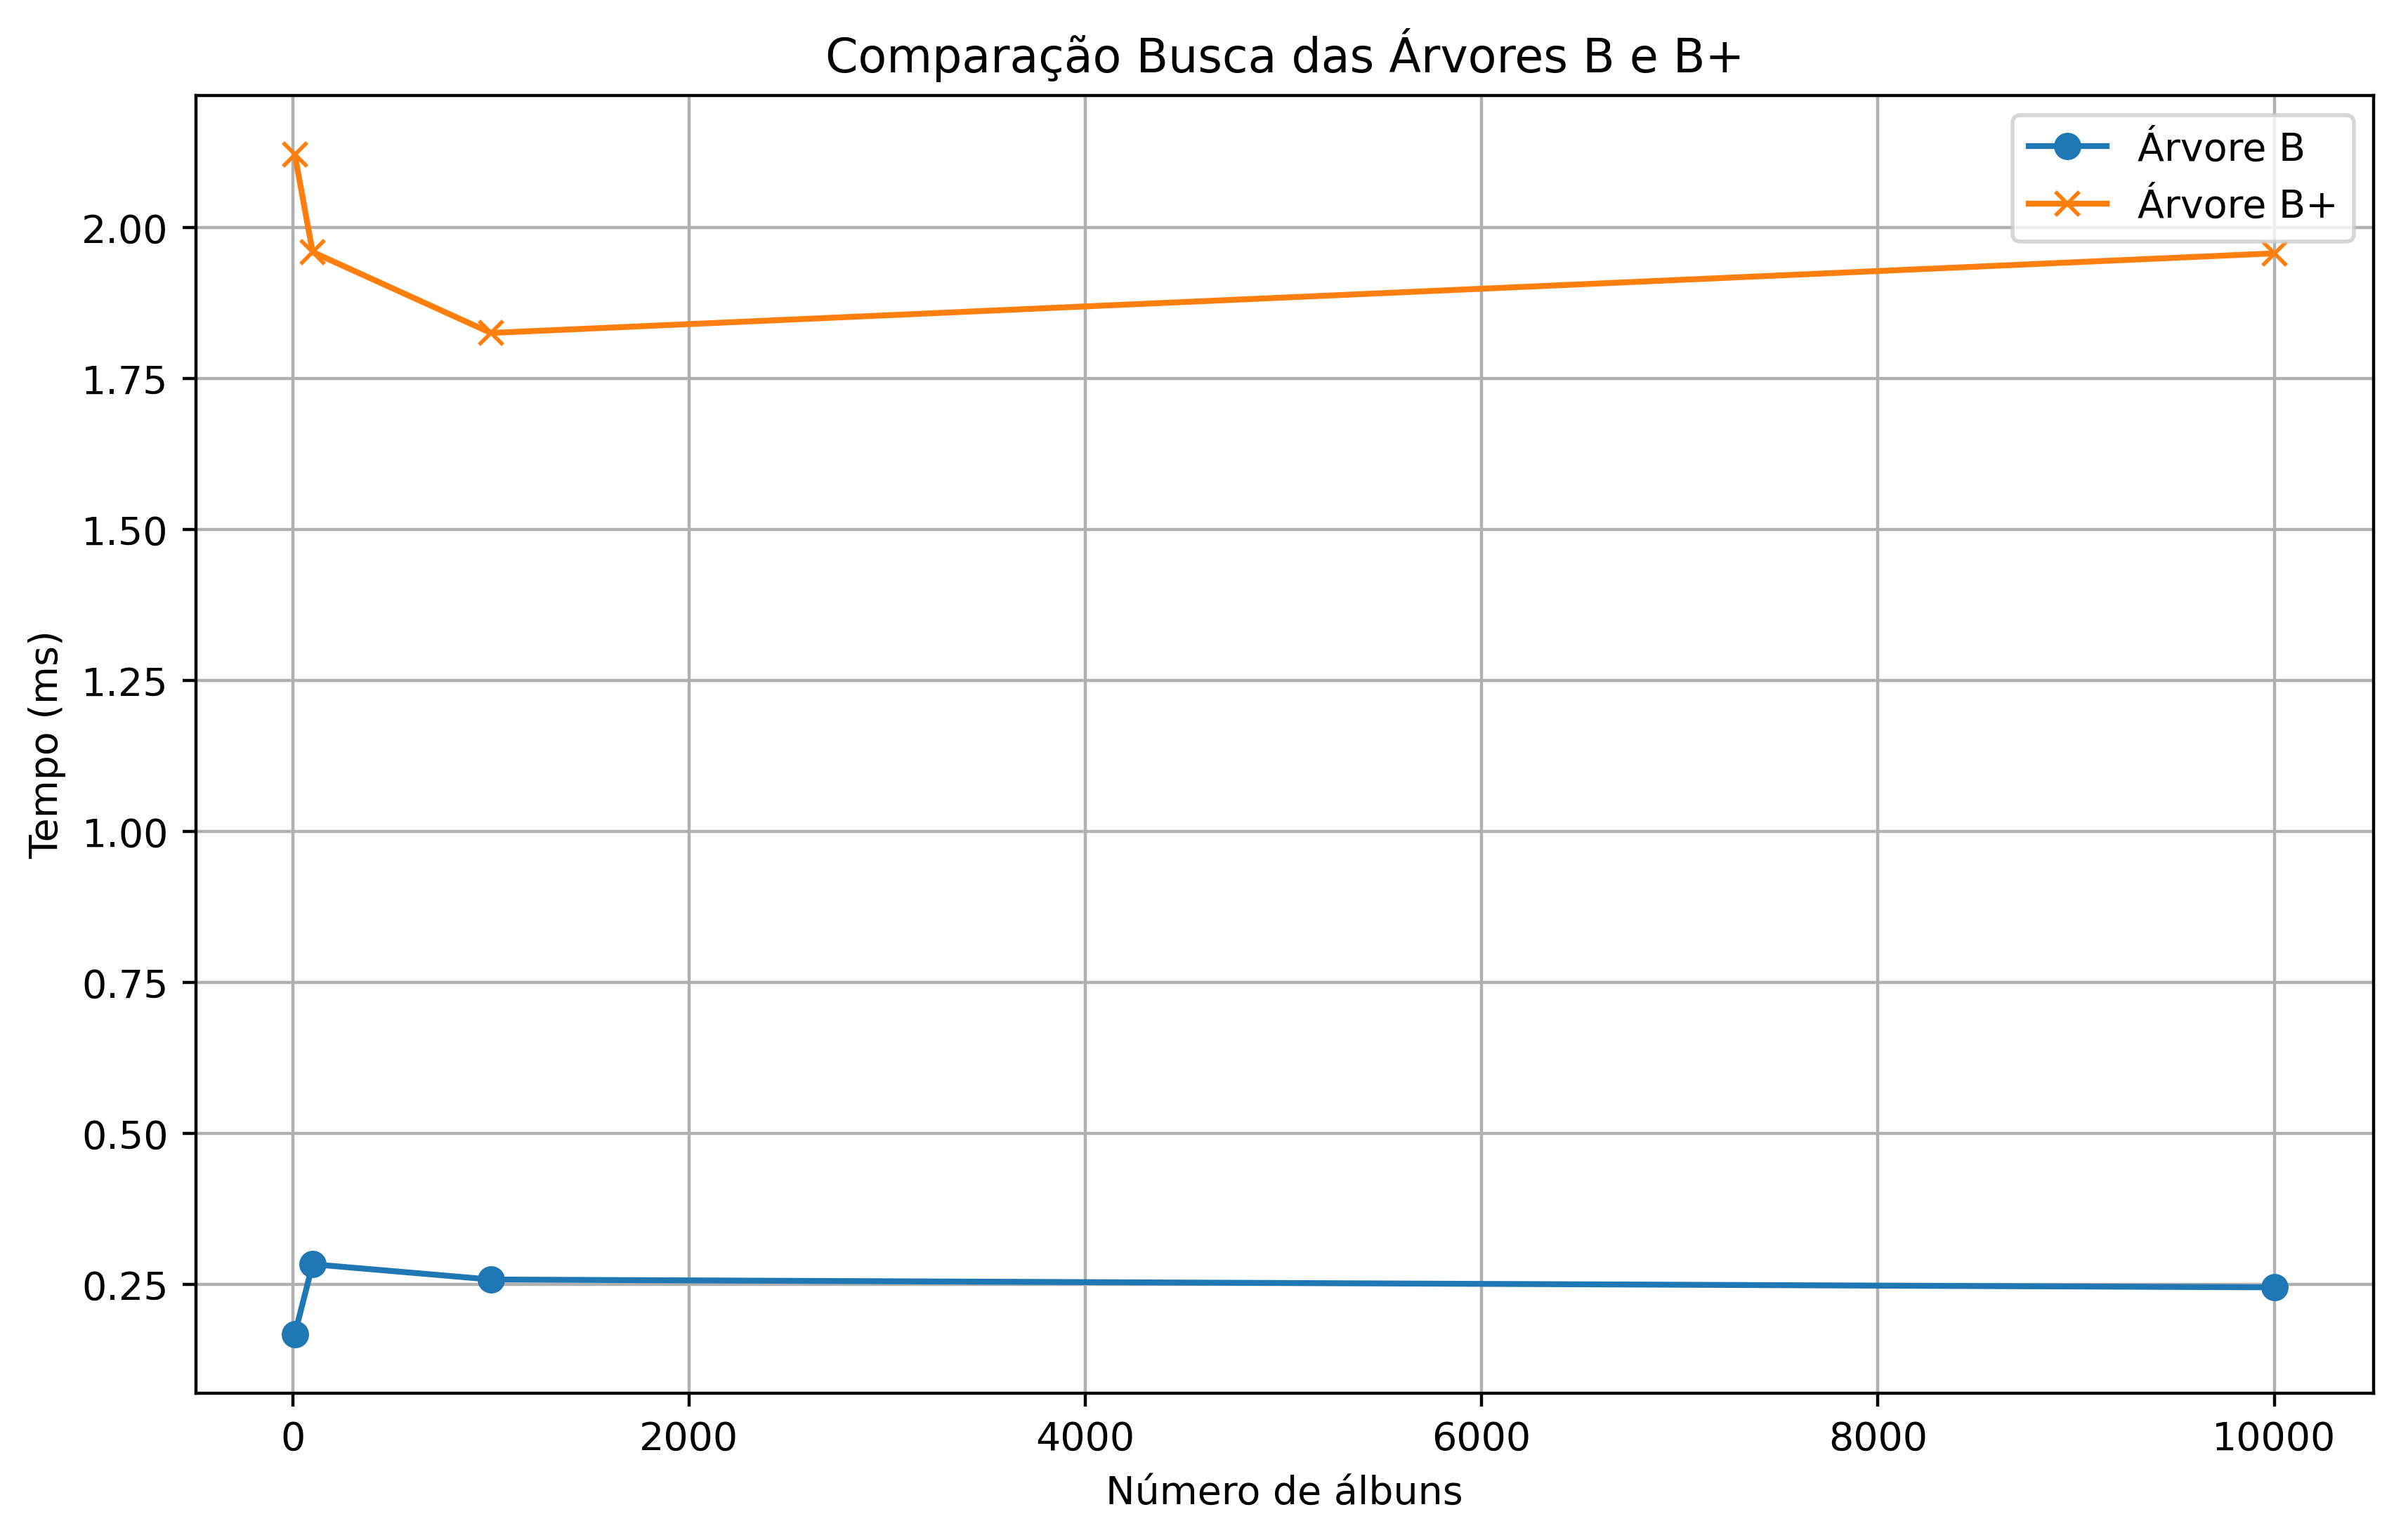 Comparação Busca das Árvores B e B+
Árvore B
Árvore B+
2.00
1.75
1.50
1.25
1.00
0.75
0.50
0.25
Tempo (ms)
0 2000 4000 6000 8000 10000
Número de álbuns